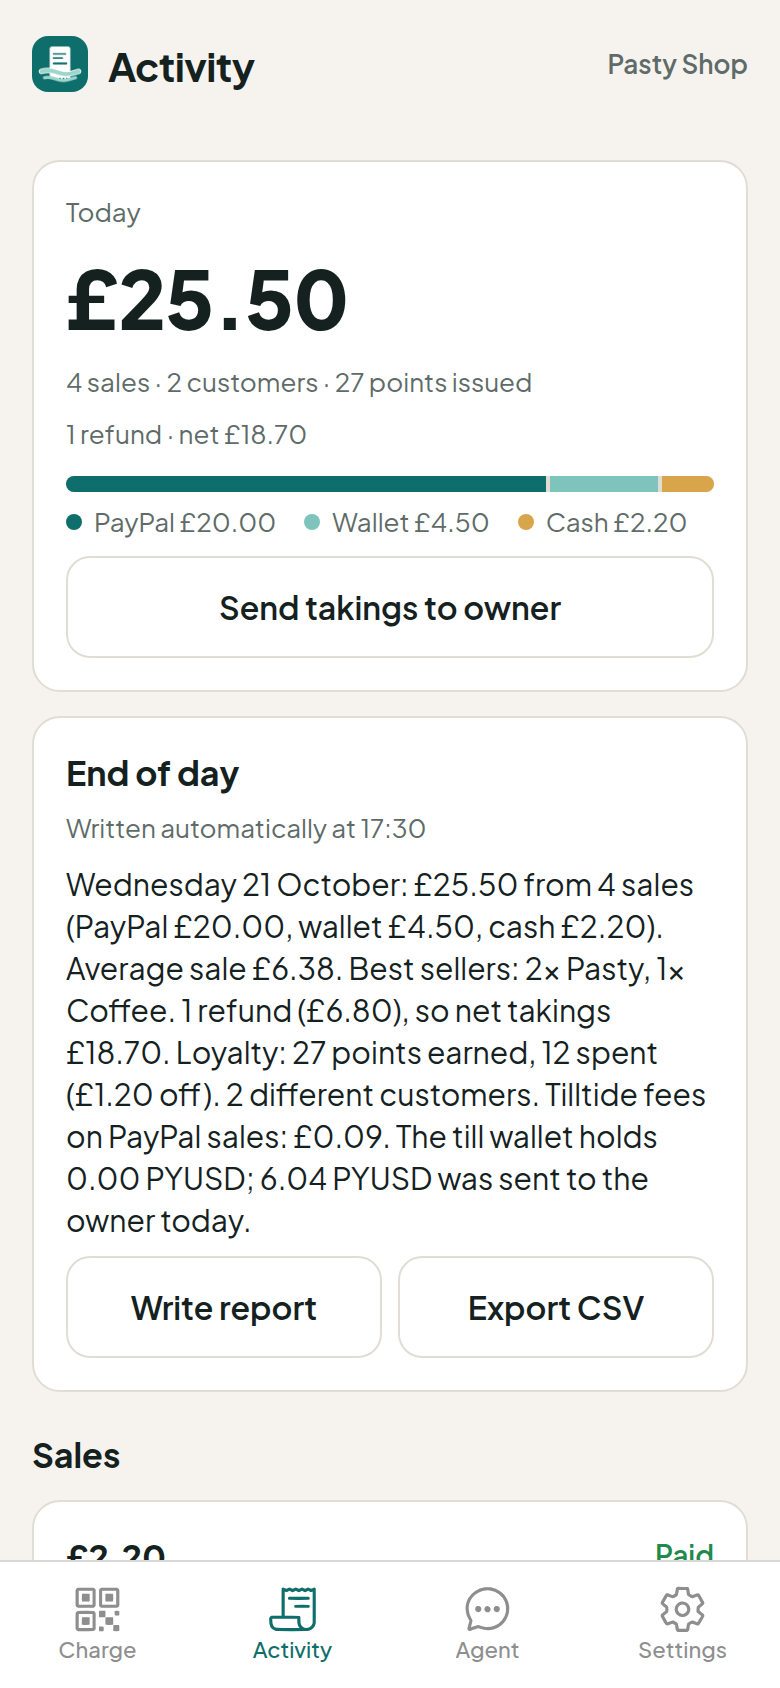 Activity
Pasty Shop
Today
£25.50
4 sales · 2 customers · 27 points issued
1 refund · net £18.70
PayPal £20.00 Wallet £4.50 Cash £2.20
Send takings to owner
End of day
Written automatically at 17:30
Wednesday 21 October: £25.50 from 4 sales
(PayPal £20.00, wallet £4.50, cash £2.20).
Average sale £6.38. Best sellers: 2× Pasty, 1×
Coffee. 1 refund (£6.80), so net takings
£18.70. Loyalty: 27 points earned, 12 spent
(£1.20 off). 2 different customers. Tilltide fees
on PayPal sales: £0.09. The till wallet holds
0.00 PYUSD; 6.04 PYUSD was sent to the
owner today.
Write report
Export CSV
Sales
£2.20
Paid
Charge
Activity
Agent
Settings